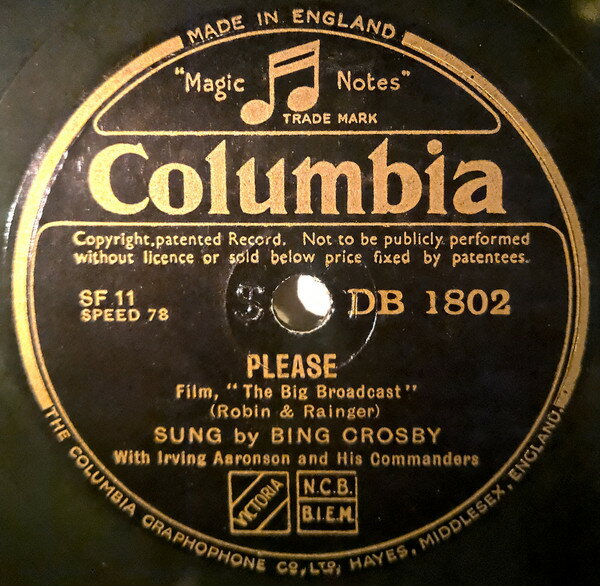 MADE IN ENGLAND
"Magic Notes"
TRADE MARK
Columbia
Copyright,patented Record. Not to be publicly performed
without licence or sold below price fixed by patentees.
SF 11
SPEED 78
S
DB 1802
PLEASE
Film, "The Big Broadcast"
(Robin & Rainger)
SUNG by BING CROSBY
With Irving Aaronson and His Commanders
VICTORIA
N.C.B.
B.I.E.M.
THE COLUMBIA GRAPHOPHONE CO., LTD, HAYES, MIDDLESEX, ENGLAND.